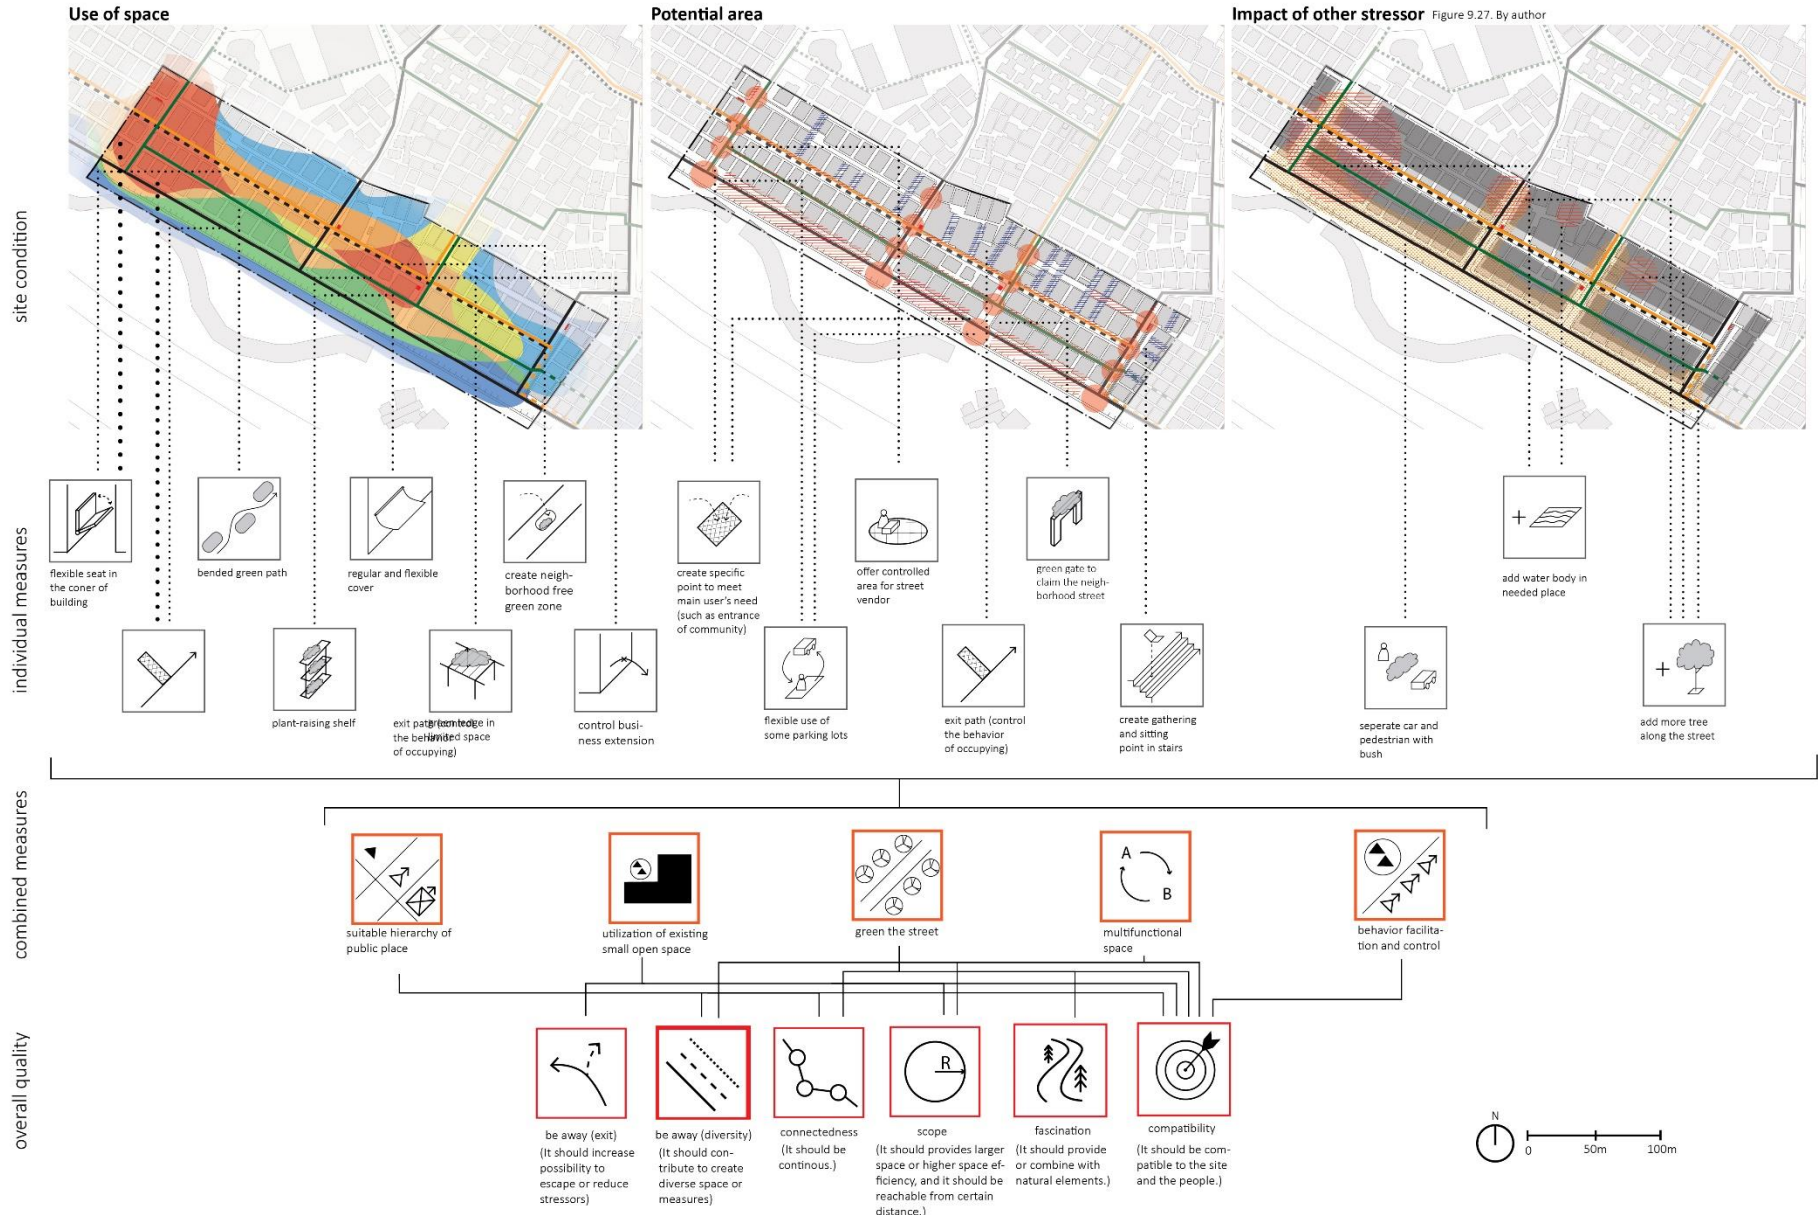 Use of space
Potential area
Impact of other stressor Figure 9.27. By author
site condition
individual measures
flexible seat in
the coner of
building
bended green path
regular and flexible
cover
create neigh-
borhood free
green zone
create specific
point to meet
main user's need
(such as entrance
of community)
offer controlled
area for street
vendor
green gate to
claim the neigh-
borhood street
add water body in
needed place
plant-raising shelf
exit path (control
the behavior
of occupying)
green ledge in
limited space
control busi-
ness extension
flexible use of
some parking lots
exit path (control
the behavior
of occupying)
create gathering
and sitting
point in stairs
seperate car and
pedestrian with
bush
add more tree
along the street
combined measures
A
B
suitable hierarchy of
public place
utilization of existing
small open space
green the street
multifunctional
space
behavior facilita-
tion and control
overall quality
R
be away (exit)
(It should increase
possibility to
escape or reduce
stressors)
be away (diversity)
(It should con-
tribute to create
diverse space or
measures)
connectedness
(It should be
continous.)
scope
(It should provides larger
space or higher space ef-
ficiency, and it should be
reachable from certain
distance.)
fascination
(It should provide
or combine with
natural elements.)
compatibility
(It should be com-
patible to the site
and the people.)
N
0 50m 100m